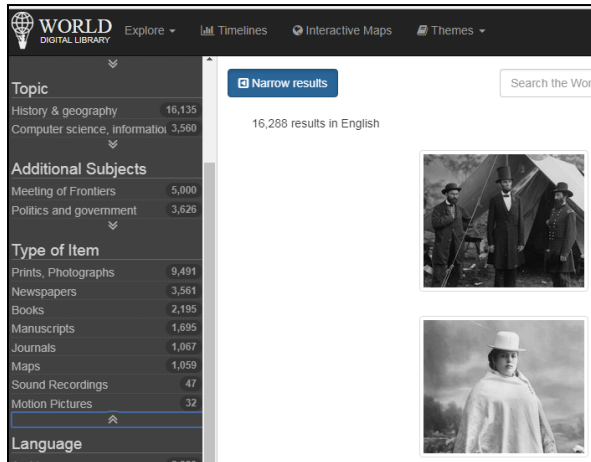 WORLD
DIGITAL LIBRARY
Explore
Timelines
Interactive Maps
Themes
Topic
History & geography 16,135
Computer science, informatio 3,560
Additional Subjects
Meeting of Frontiers 5,000
Politics and government 3,626
Type of Item
Prints, Photographs 9,491
Newspapers 3,561
Books 2,195
Manuscripts 1,695
Journals 1,067
Maps 1,059
Sound Recordings 47
Motion Pictures 32
Language
Narrow results
Search the Wor
16,288 results in English